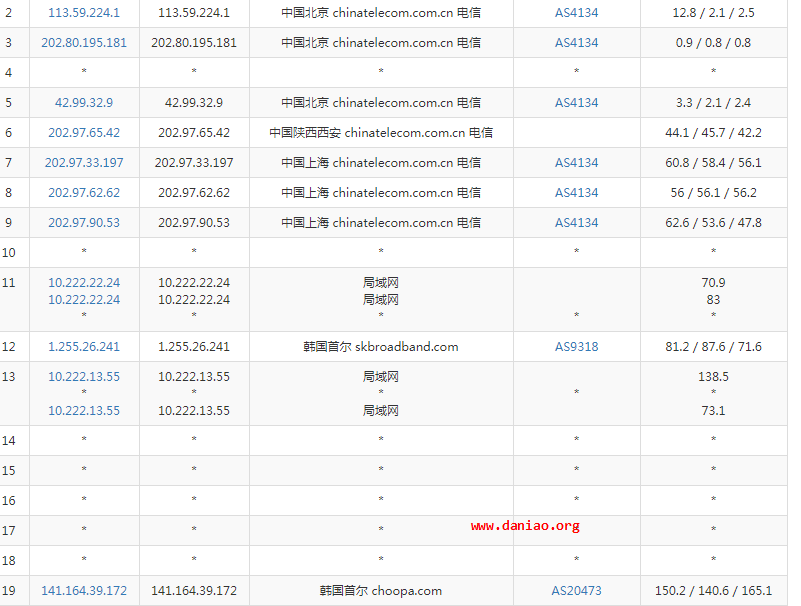 2 113.59.224.1 113.59.224.1 中国北京 chinatelecom.com.cn 电信 AS4134 12.8 / 2.1 / 2.5
3 202.80.195.181 202.80.195.181 中国北京 chinatelecom.com.cn 电信 AS4134 0.9 / 0.8 / 0.8
4 * * * * *
5 42.99.32.9 42.99.32.9 中国北京 chinatelecom.com.cn 电信 AS4134 3.3 / 2.1 / 2.4
6 202.97.65.42 202.97.65.42 中国陕西西安 chinatelecom.com.cn 电信 44.1 / 45.7 / 42.2
7 202.97.33.197 202.97.33.197 中国上海 chinatelecom.com.cn 电信 AS4134 60.8 / 58.4 / 56.1
8 202.97.62.62 202.97.62.62 中国上海 chinatelecom.com.cn 电信 AS4134 56 / 56.1 / 56.2
9 202.97.90.53 202.97.90.53 中国上海 chinatelecom.com.cn 电信 AS4134 62.6 / 53.6 / 47.8
10 * * * * *
11 10.222.22.24 10.222.22.24 局域网 70.9
10.222.22.24 10.222.22.24 局域网 83
* * * * *
12 1.255.26.241 1.255.26.241 韩国首尔 skbroadband.com AS9318 81.2 / 87.6 / 71.6
13 10.222.13.55 10.222.13.55 局域网 138.5
* * * * *
10.222.13.55 10.222.13.55 局域网 73.1
14 * * * * *
15 * * * * *
16 * * * * *
www.daniao.org
17 * * * * *
18 * * * * *
19 141.164.39.172 141.164.39.172 韩国首尔 choopa.com AS20473 150.2 / 140.6 / 165.1